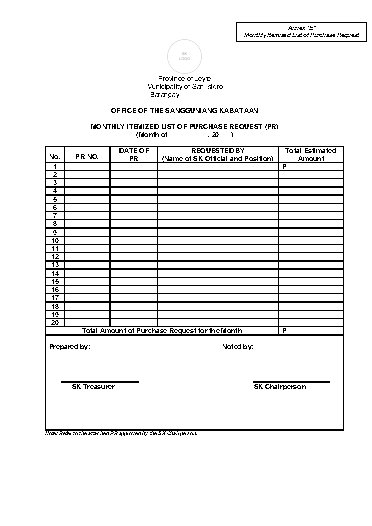 Annex "E"
Monthly Itemized List of Purchase Request
SK
LOGO
Province of Leyte
Municipality of San Isidro
Barangay
OFFICE OF THE SANGGUNIANG KABATAAN
MONTHLY ITEMIZED LIST OF PURCHASE REQUEST (PR)
(Month of , 20 )
No. PR NO. DATE OF PR REQUESTED BY (Name of SK Official and Position) Total Estimated Amount
1 P
2
3
4
5
6
7
8
9
10
11
12
13
14
15
16
17
18
19
20
Total Amount of Purchase Request for the Month P
Prepared by: Noted by:
SK Treasurer SK Chairperson